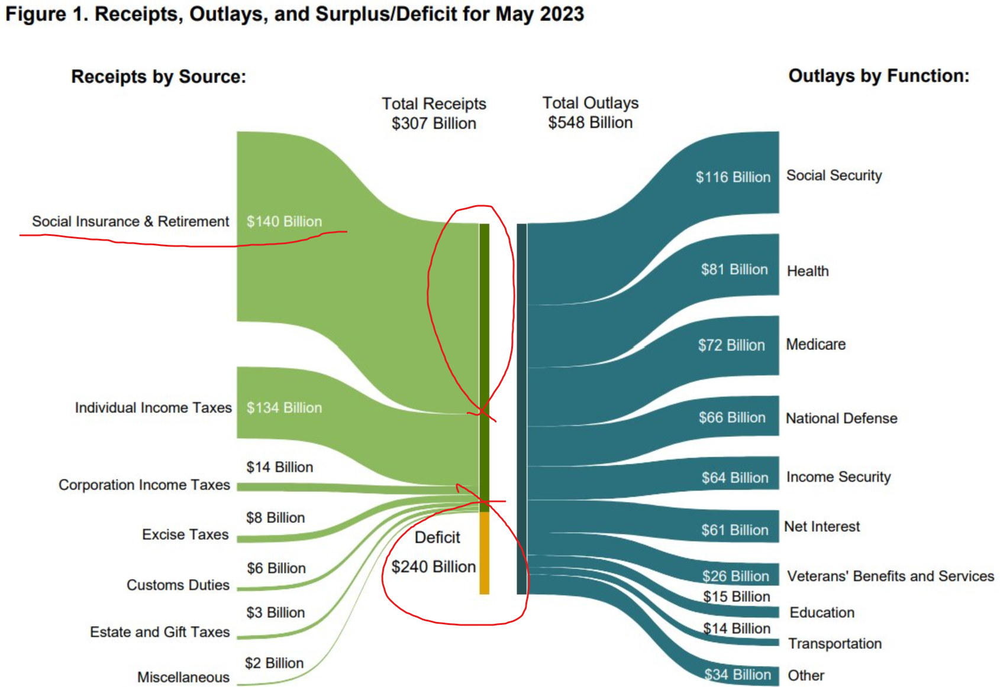 Figure 1. Receipts, Outlays, and Surplus/Deficit for May 2023
Receipts by Source:
Outlays by Function:
Total Receipts
$307 Billion
Total Outlays
$548 Billion
Social Insurance & Retirement
$140 Billion
Individual Income Taxes
$134 Billion
$14 Billion
Corporation Income Taxes
$8 Billion
Excise Taxes
$6 Billion
Customs Duties
$3 Billion
Estate and Gift Taxes
$2 Billion
Miscellaneous
Deficit
$240 Billion
$116 Billion
Social Security
$81 Billion
Health
$72 Billion
Medicare
$66 Billion
National Defense
$64 Billion
Income Security
$61 Billion
Net Interest
$26 Billion
Veterans' Benefits and Services
$15 Billion
Education
$14 Billion
Transportation
$34 Billion
Other